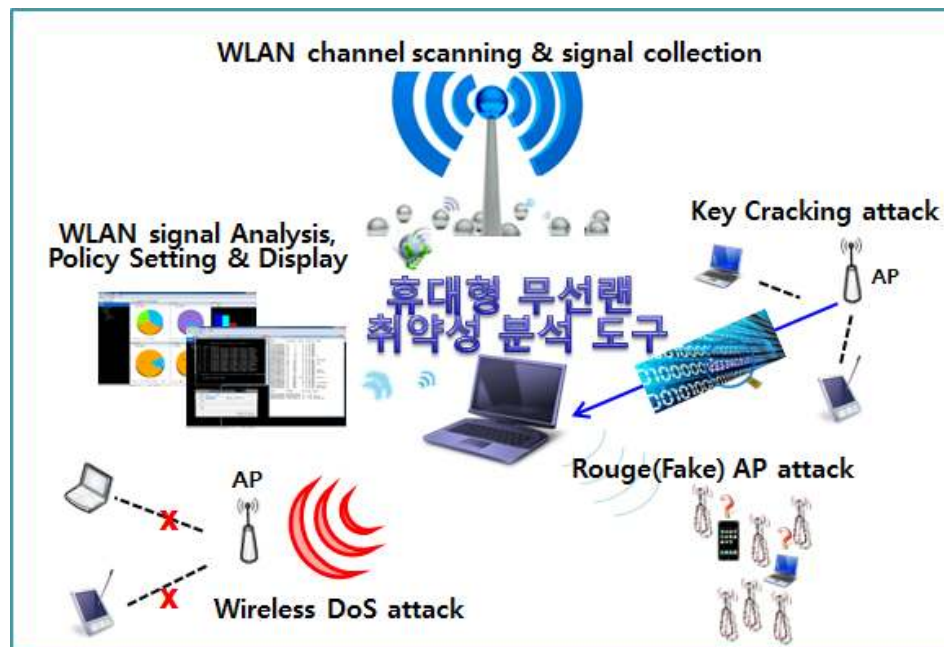 WLAN channel scanning & signal collection
Key Cracking attack
AP
WLAN signal Analysis,
Policy Setting & Display
휴대형 무선랜
취약성 분석 도구
Rouge(Fake) AP attack
AP
Wireless DoS attack